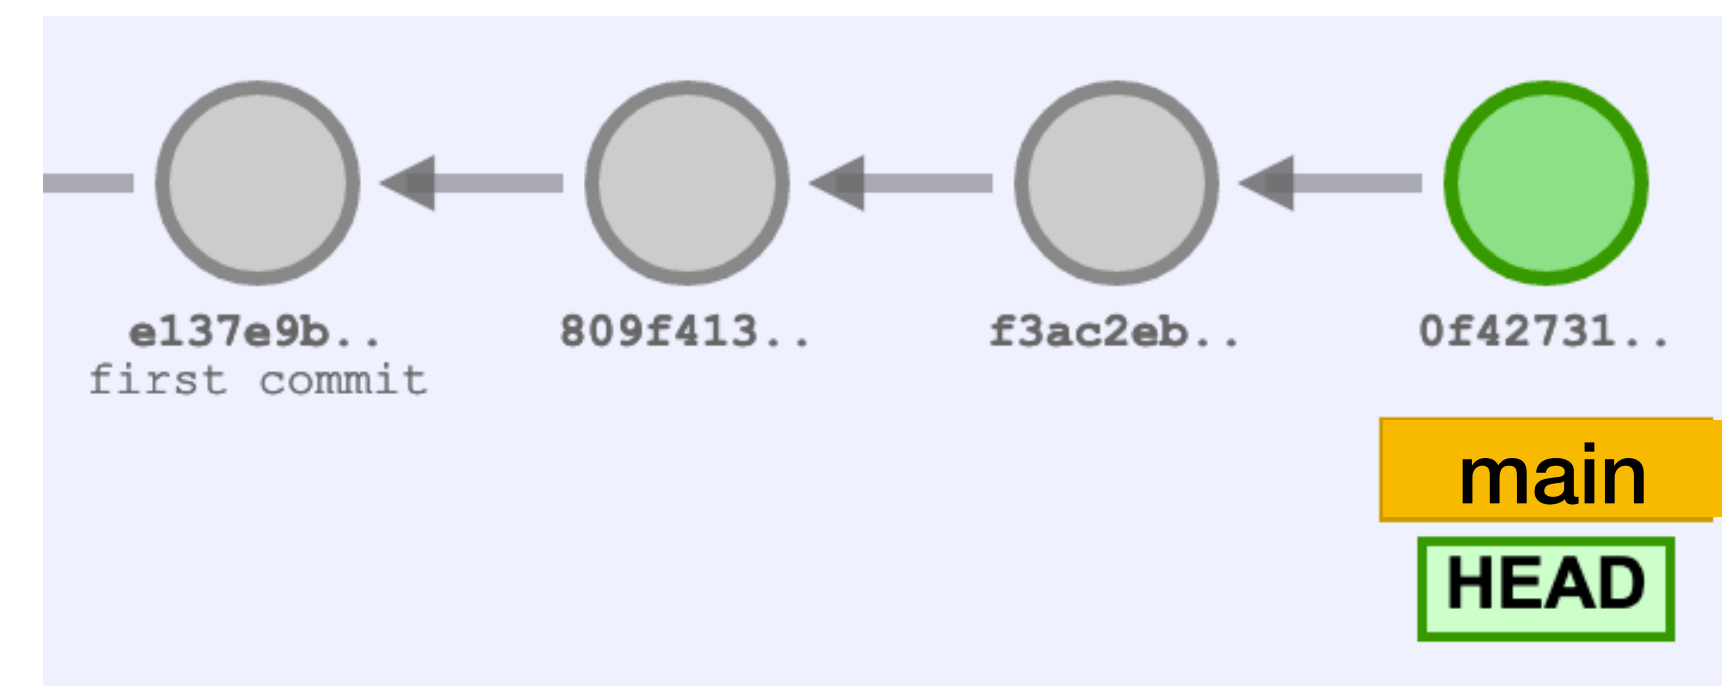 e137e9b..
first commit
809f413..
f3ac2eb..
0f42731..
main
HEAD